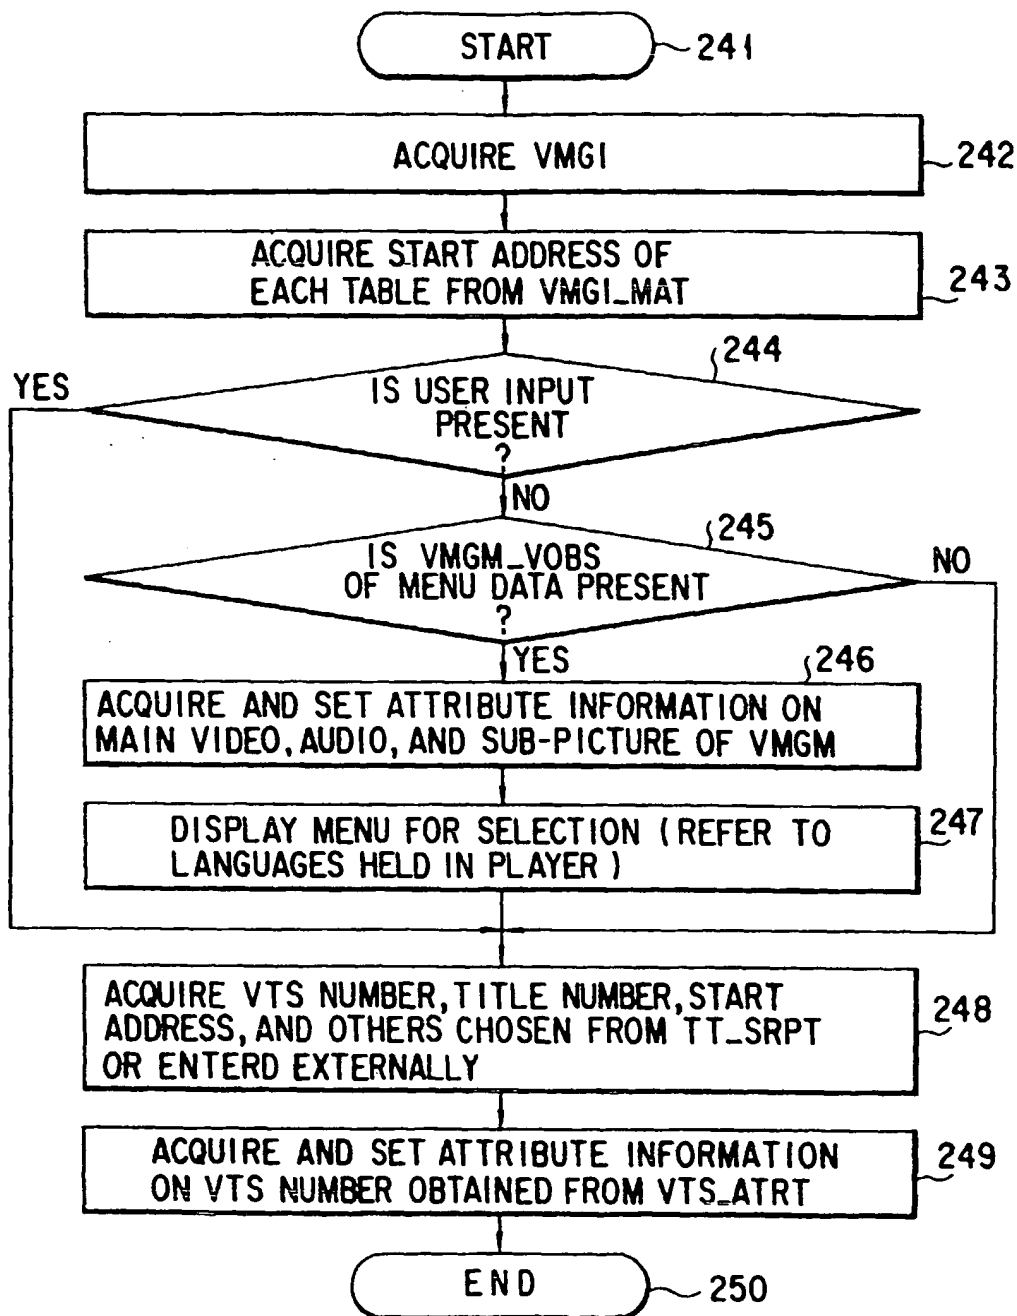 START
241
ACQUIRE VMGI
242
ACQUIRE START ADDRESS OF
EACH TABLE FROM VMGI_MAT
243
244
YES
IS USER INPUT
PRESENT
?
NO
245
IS VMGM_VOBS
OF MENU DATA PRESENT
?
NO
YES
246
ACQUIRE AND SET ATTRIBUTE INFORMATION ON
MAIN VIDEO, AUDIO, AND SUB-PICTURE OF VMGM
DISPLAY MENU FOR SELECTION (REFER TO
LANGUAGES HELD IN PLAYER)
247
ACQUIRE VTS NUMBER, TITLE NUMBER, START
ADDRESS, AND OTHERS CHOSEN FROM TT_SRPT
OR ENTERD EXTERNALLY
248
ACQUIRE AND SET ATTRIBUTE INFORMATION
ON VTS NUMBER OBTAINED FROM VTS_ATRT
249
END
250